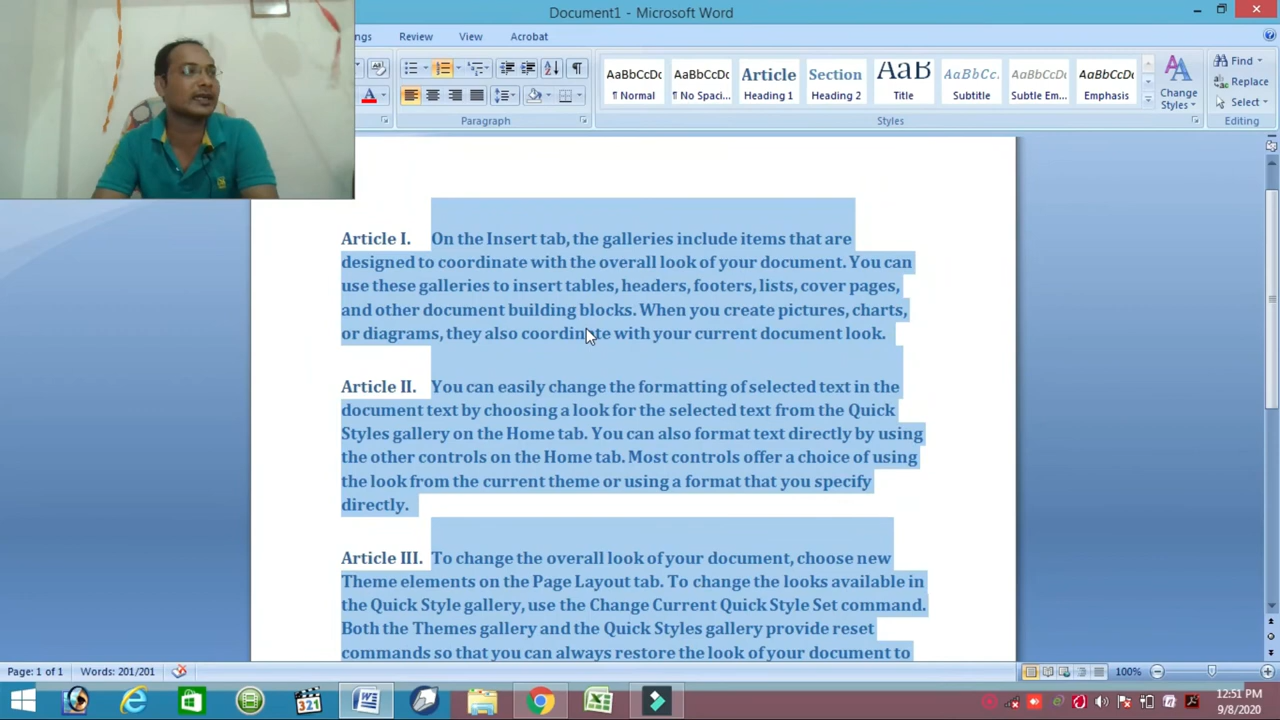 Document1 - Microsoft Word
ngs Review View Acrobat
AaBbCcDc AaBbCcDc Article Section AaB AaBbCc. AaBbCcDc AaBbCcDc
¶ Normal ¶ No Spaci... Heading 1 Heading 2 Title Subtitle Subtle Em... Emphasis
Change Styles
Find
Replace
Select
Paragraph Styles Editing
Article I. On the Insert tab, the galleries include items that are
designed to coordinate with the overall look of your document. You can
use these galleries to insert tables, headers, footers, lists, cover pages,
and other document building blocks. When you create pictures, charts,
or diagrams, they also coordinate with your current document look.
Article II. You can easily change the formatting of selected text in the
document text by choosing a look for the selected text from the Quick
Styles gallery on the Home tab. You can also format text directly by using
the other controls on the Home tab. Most controls offer a choice of using
the look from the current theme or using a format that you specify
directly.
Article III. To change the overall look of your document, choose new
Theme elements on the Page Layout tab. To change the looks available in
the Quick Style gallery, use the Change Current Quick Style Set command.
Both the Themes gallery and the Quick Styles gallery provide reset
commands so that you can always restore the look of your document to
Page: 1 of 1 Words: 201/201 100%
321
12:51 PM
9/8/2020